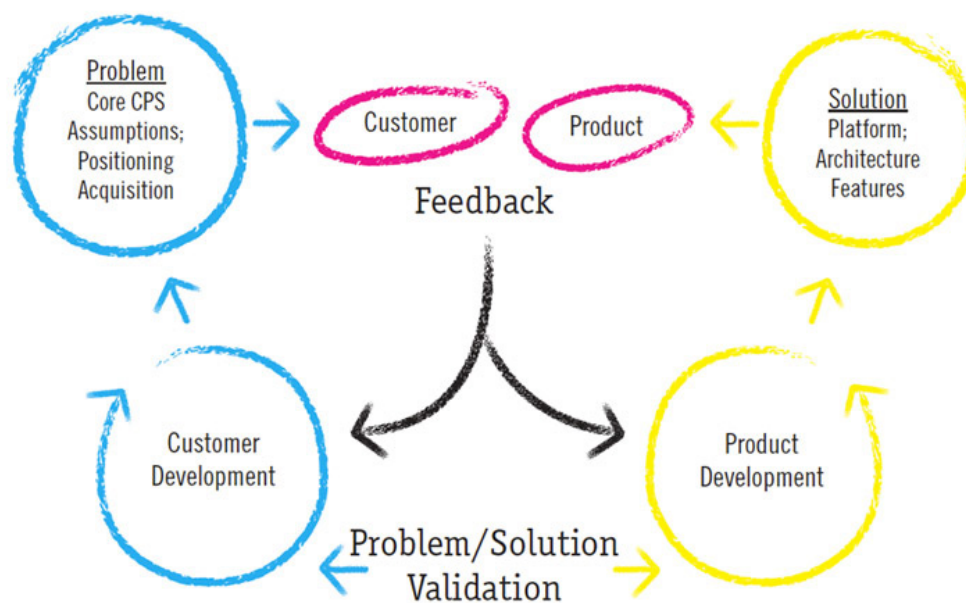 Problem
Core CPS
Assumptions;
Positioning
Acquisition
Customer
Product
Solution
Platform;
Architecture
Features
Feedback
Customer
Development
Product
Development
Problem/Solution
Validation